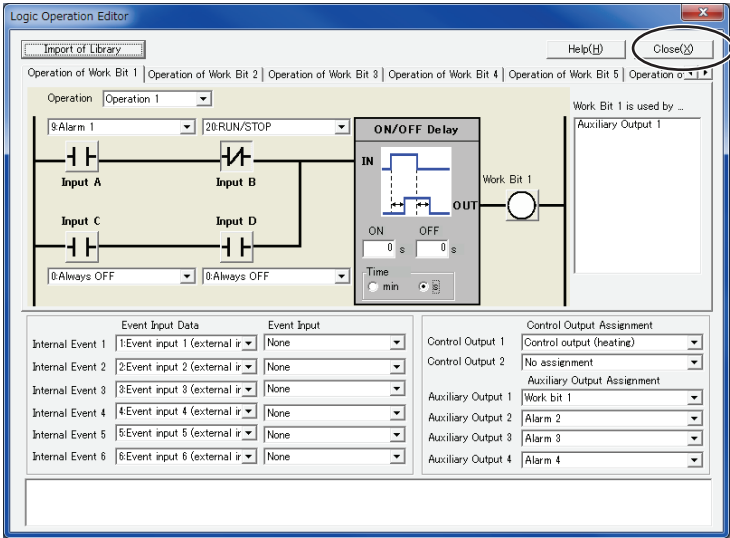 Logic Operation Editor
Import of Library
Help(H)
Close(X)
Operation of Work Bit 1
Operation of Work Bit 2
Operation of Work Bit 3
Operation of Work Bit 4
Operation of Work Bit 5
Operation o
Operation
Operation 1
Work Bit 1 is used by ...
Auxiliary Output 1
9:Alarm 1
20:RUN/STOP
Input A
Input B
Input C
Input D
0:Always OFF
0:Always OFF
ON/OFF Delay
IN
OUT
ON
OFF
0 s
0 s
Time
min
s
Work Bit 1
Event Input Data
Event Input
Internal Event 1
1:Event input 1 (external ir
None
Internal Event 2
2:Event input 2 (external ir
None
Internal Event 3
3:Event input 3 (external ir
None
Internal Event 4
4:Event input 4 (external ir
None
Internal Event 5
5:Event input 5 (external ir
None
Internal Event 6
6:Event input 6 (external ir
None
Control Output Assignment
Control Output 1
Control output (heating)
Control Output 2
No assignment
Auxiliary Output Assignment
Auxiliary Output 1
Work bit 1
Auxiliary Output 2
Alarm 2
Auxiliary Output 3
Alarm 3
Auxiliary Output 4
Alarm 4